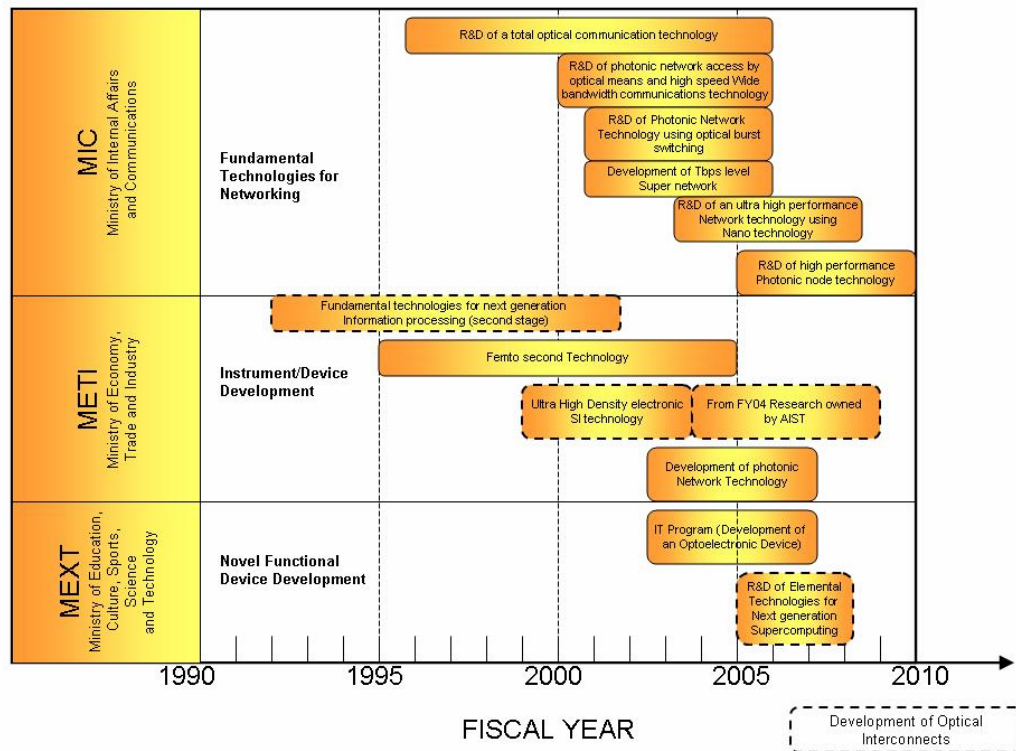 MIC
Ministry of Internal Affairs
and Communications
Fundamental
Technologies for
Networking
R&D of a total optical communication technology
R&D of photonic network access by
optical means and high speed Wide
bandwidth communications technology
R&D of Photonic Network
Technology using optical burst
switching
Development of Tbps level
Super network
R&D of an ultra high performance
Network technology using
Nano technology
R&D of high performance
Photonic node technology
METI
Ministry of Economy,
Trade and Industry
Instrument/Device
Development
Fundamental technologies for next generation
Information processing (second stage)
Femto second Technology
Ultra High Density electronic
SI technology
From FY04 Research owned
by AIST
Development of photonic
Network Technology
MEXT
Ministry of Education,
Culture, Sports,
Science
and Technology
Novel Functional
Device Development
IT Program (Development of
an Optoelectronic Device)
R&D of Elemental
Technologies for
Next generation
Supercomputing
1990 1995 2000 2005 2010
FISCAL YEAR
Development of Optical
Interconnects